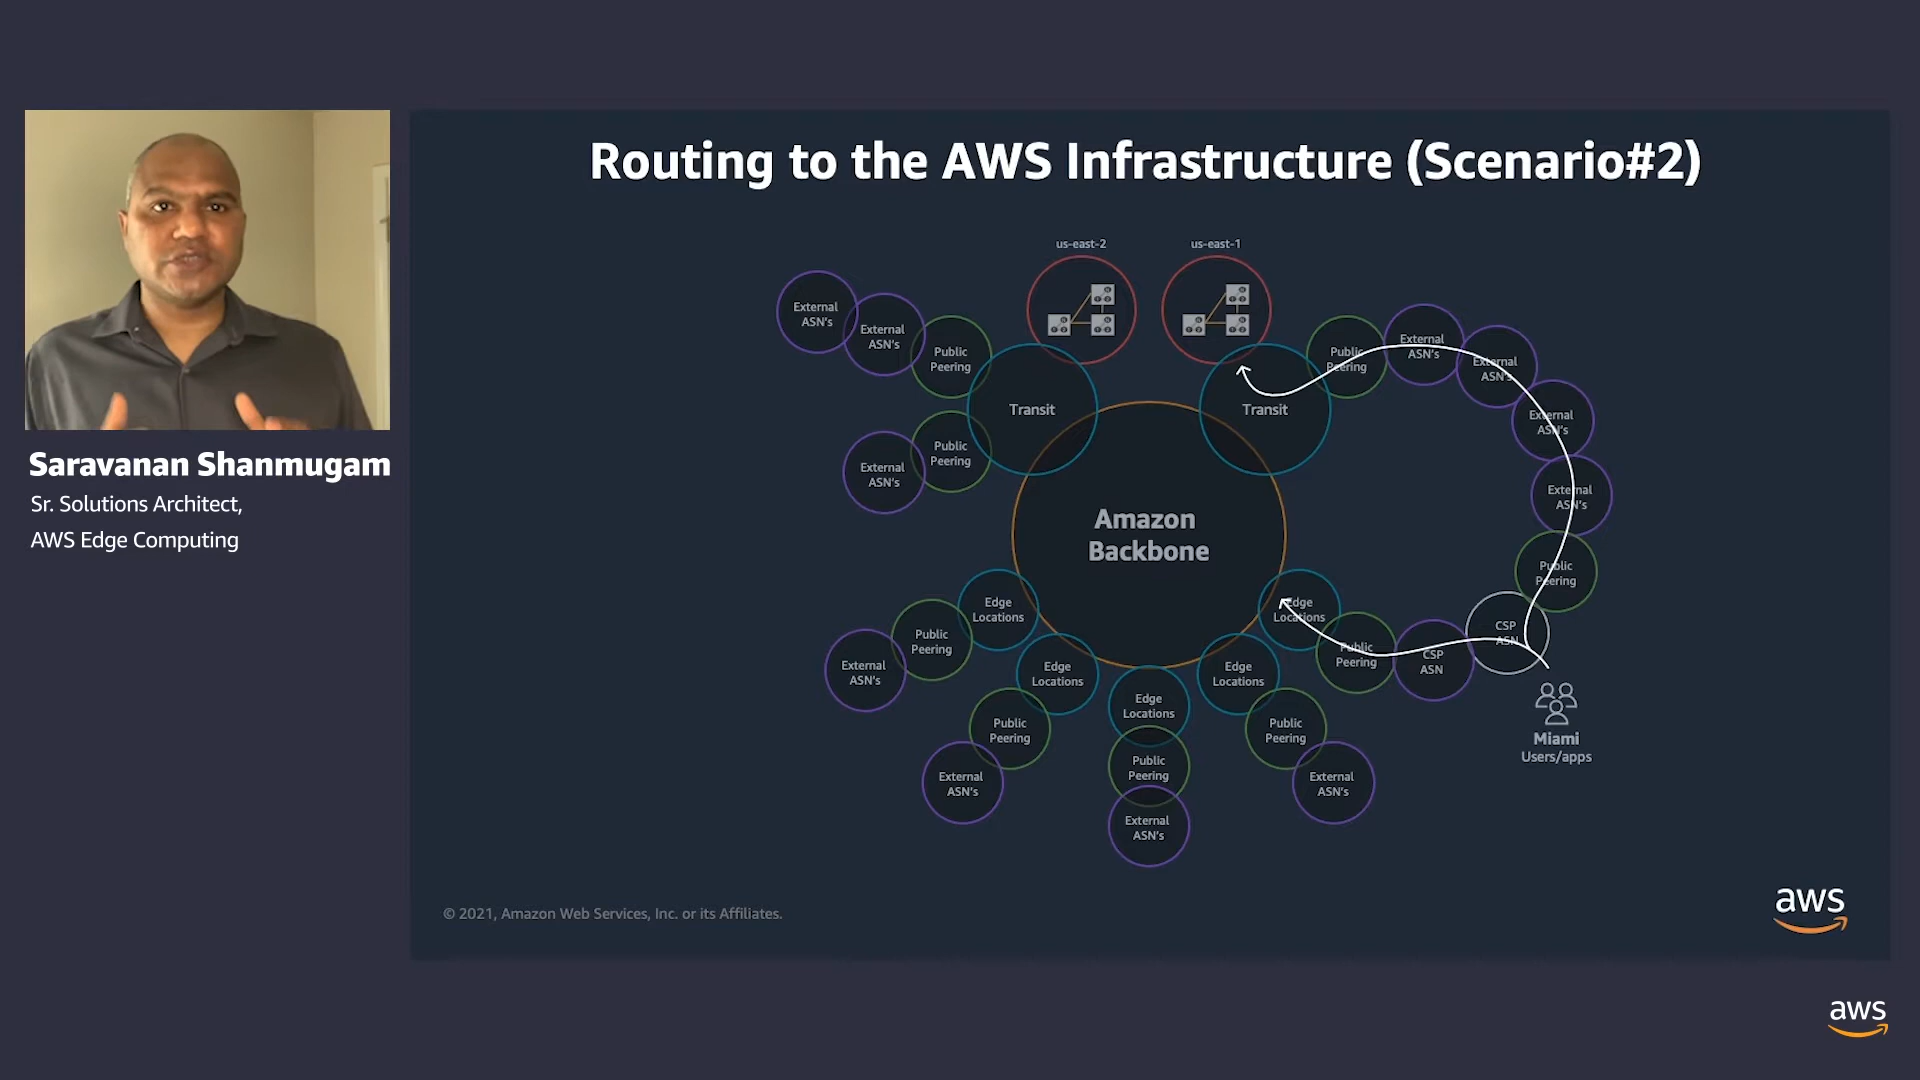 Routing to the AWS Infrastructure (Scenario#2)
Saravanan Shanmugam
Sr. Solutions Architect,
AWS Edge Computing
us-east-2
us-east-1
External
ASN's
External
ASN's
Public
Peering
Transit
Public
Peering
External
ASN's
Transit
Public
Peering
External
ASN's
External
ASN's
External
ASN's
External
ASN's
Public
Peering
CSP
ASN
Amazon
Backbone
Edge
Locations
Public
Peering
External
ASN's
Edge
Locations
Public
Peering
External
ASN's
Edge
Locations
Public
Peering
External
ASN's
Edge
Locations
Public
Peering
External
ASN's
Edge
Locations
Public
Peering
CSP
ASN
Miami
Users/apps
© 2021, Amazon Web Services, Inc. or its Affiliates.
aws
aws